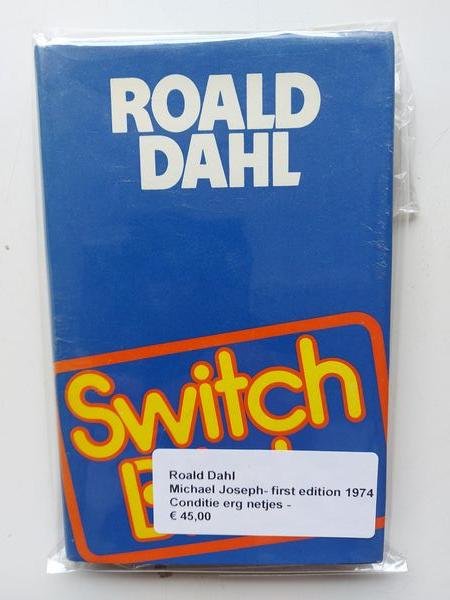 ROALD
DAHL
Switch
Roald Dahl
Michael Joseph- first edition 1974
Conditie erg netjes -
€ 45,00